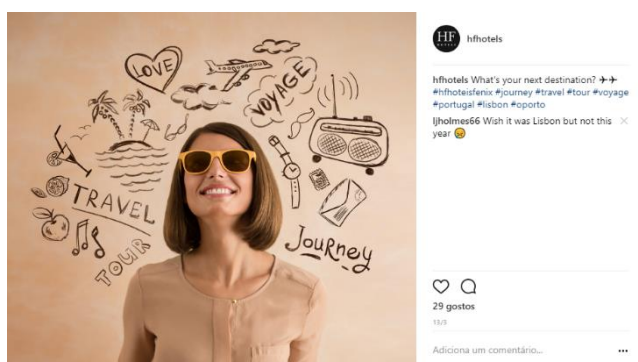 LOVE
VOYAGE
TRAVEL
TOUR
JouRney
HF
HOTELS
hfhotels
hfhotels What's your next destination? ✈✈
#hfhoteisfenix #journey #travel #tour #voyage
#portugal #lisbon #oporto
ljholmes66 Wish it was Lisbon but not this
year 😢
29 gostos
13/3
Adiciona um comentário...